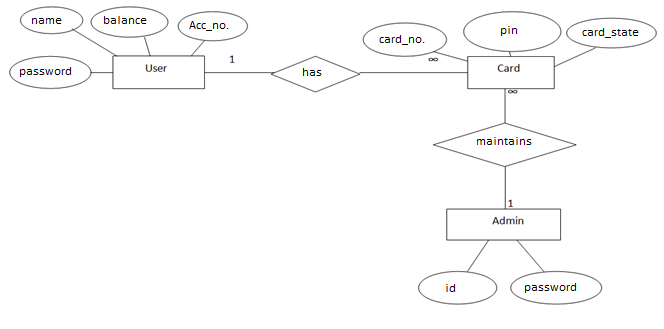 name
balance
Acc_no.
password
User
1
has
∞
card_no.
pin
card_state
Card
∞
maintains
1
Admin
id
password